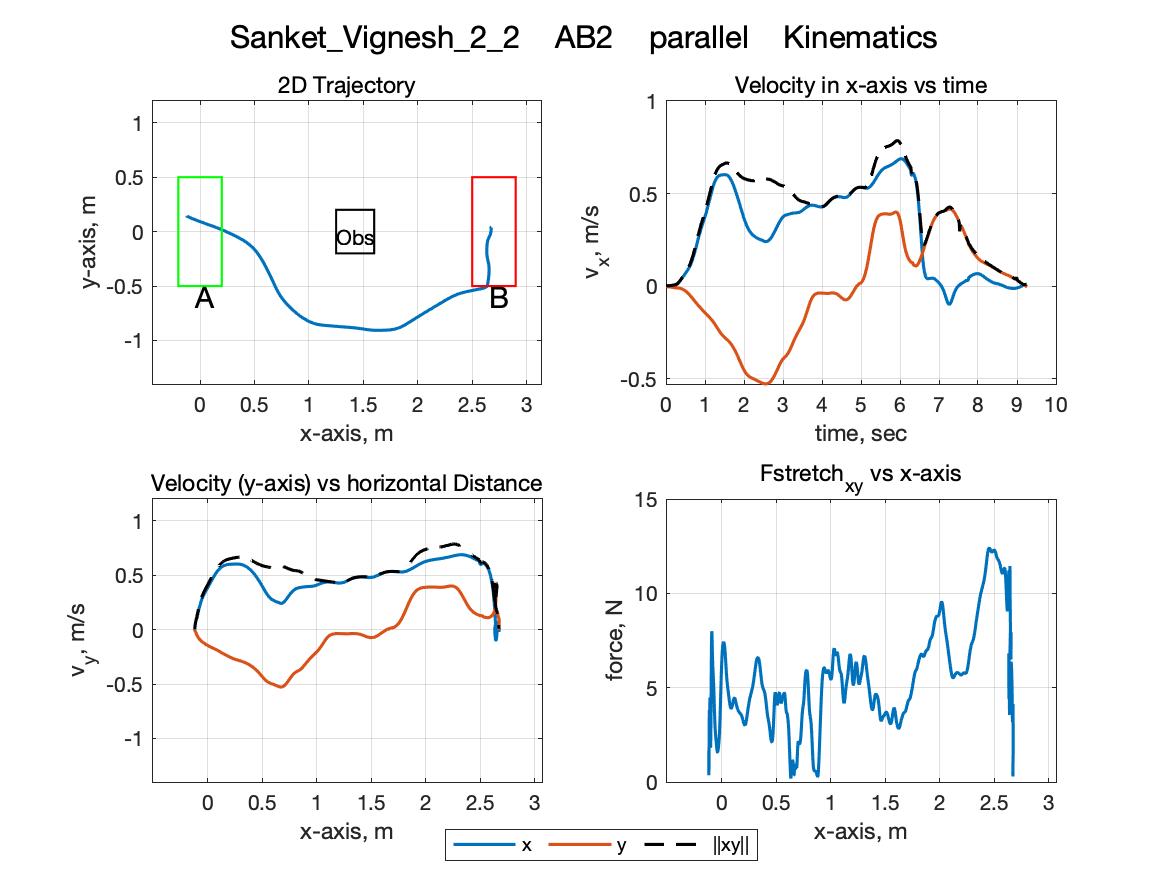 Sanket_Vignesh_2_2 AB2 parallel Kinematics
2D Trajectory
1
0.5
0
-0.5
-1
y-axis, m
Obs
A
B
0 0.5 1 1.5 2 2.5 3
x-axis, m
Velocity in x-axis vs time
1
0.5
0
-0.5
v_x, m/s
0 1 2 3 4 5 6 7 8 9 10
time, sec
Velocity (y-axis) vs horizontal Distance
1
0.5
0
-0.5
-1
v_y, m/s
0 0.5 1 1.5 2 2.5 3
x-axis, m
Fstretch_xy vs x-axis
15
10
5
0
force, N
0 0.5 1 1.5 2 2.5 3
x-axis, m
x y ||xy||